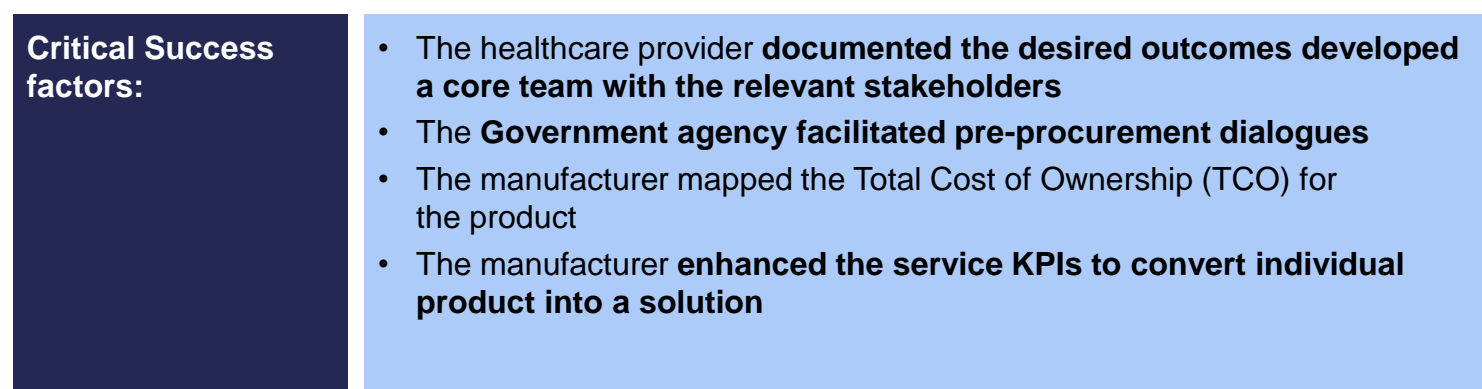 Critical Success
factors:
• The healthcare provider documented the desired outcomes developed
a core team with the relevant stakeholders
• The Government agency facilitated pre-procurement dialogues
• The manufacturer mapped the Total Cost of Ownership (TCO) for
the product
• The manufacturer enhanced the service KPIs to convert individual
product into a solution